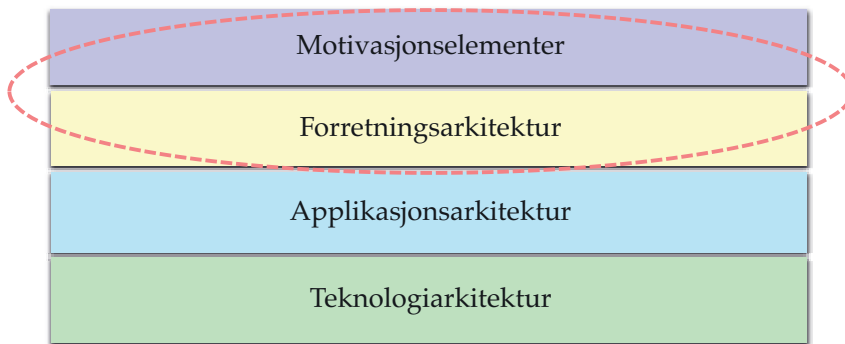 Motivasjonselementer
Forretningsarkitektur
Applikasjonsarkitektur
Teknologiarkitektur